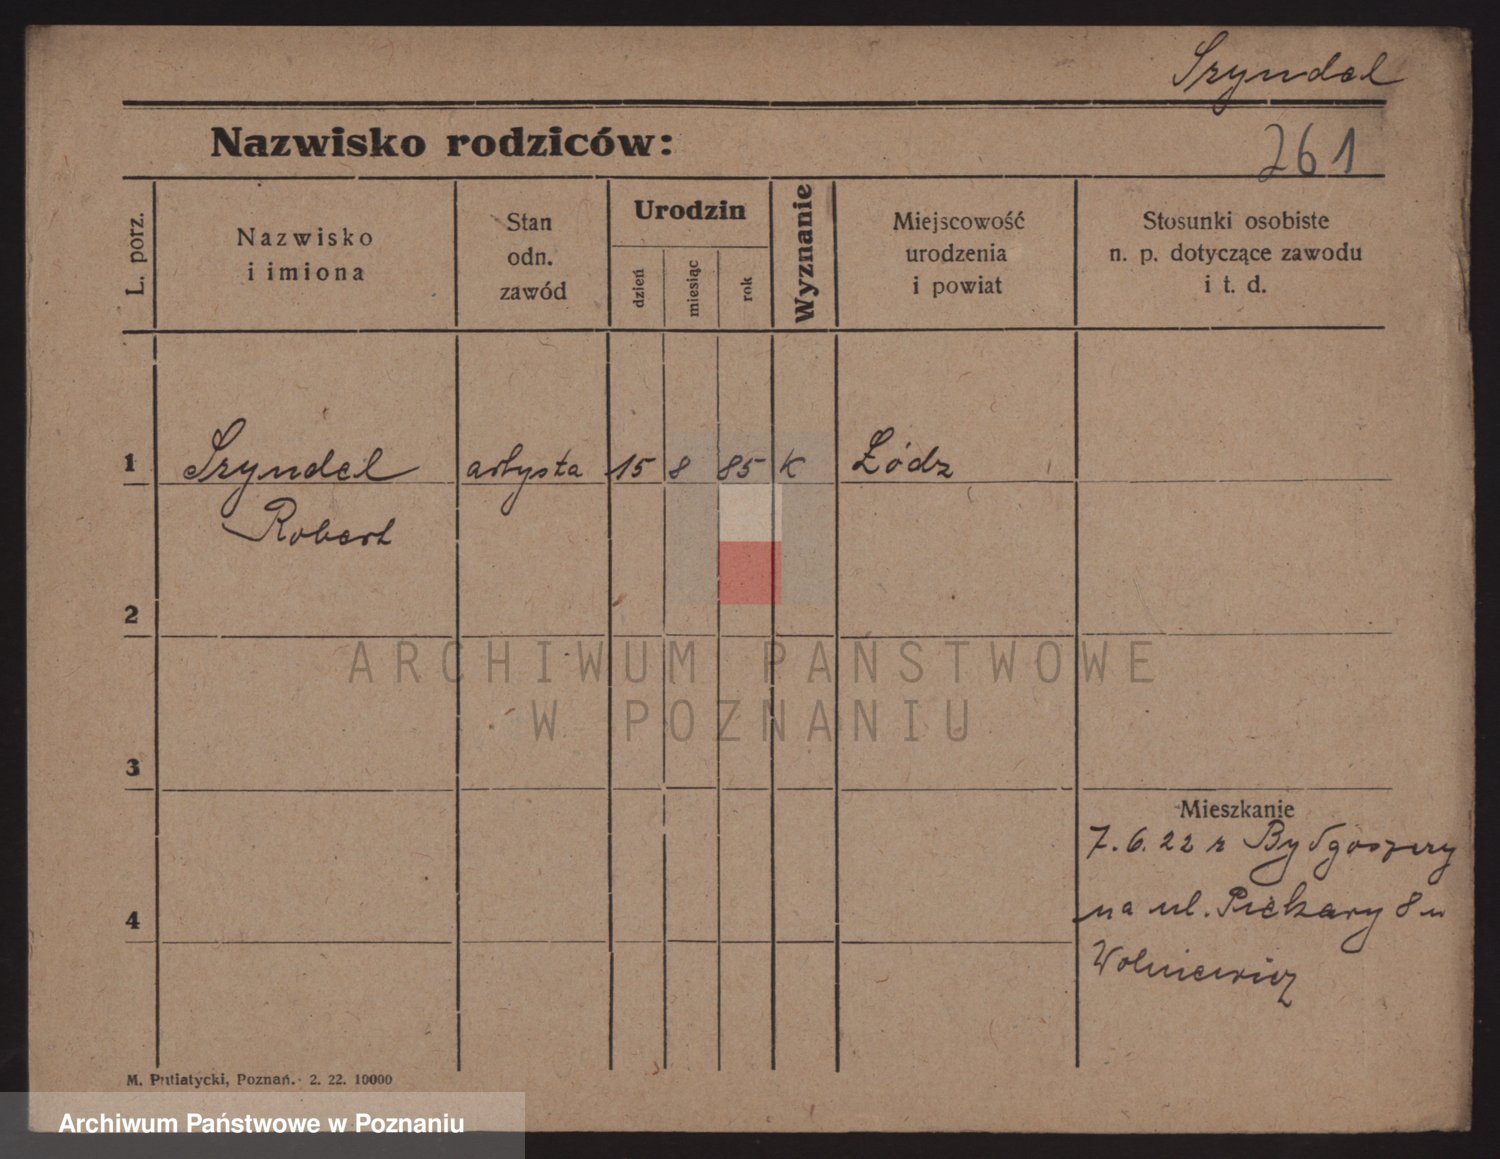 Szyndel
Nazwisko rodziców:
261
L. porz.
Nazwisko
i imiona
Stan
odn.
zawód
Urodzin
dzień
miesiąc
rok
Wyznanie
Miejscowość
urodzenia
i powiat
Stosunki osobiste
n. p. dotyczące zawodu
i t. d.
1 Szyndel artysta 15 8 85 K Łódz
Robert
2
3
4
Mieszkanie
7.6.22 z Bydgoszczy
na ul. Piekary 8 u
Wolniewicz
M. Putiatycki, Poznań. 2. 22. 10000
ARCHIWUM PAŃSTWOWE
W POZNANIU
Archiwum Państwowe w Poznaniu